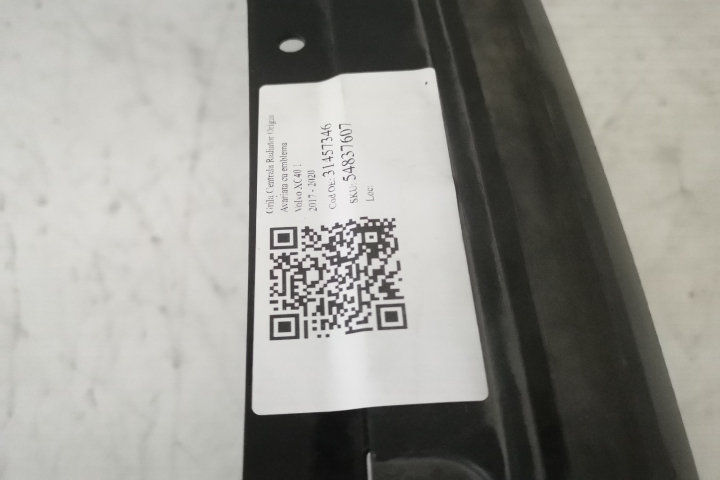 Grila Centrala Radiator Origin
Avariata cu emblema
Volvo XC40 1
2017 - 2020
Cod OE: 31457346
SKU: 54837607
Loc: